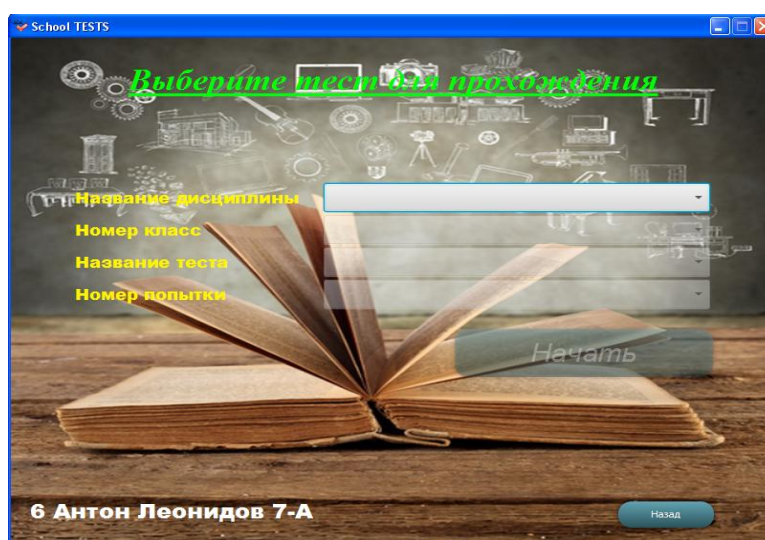 School TESTS
Выберите тест для прохождения
Название дисциплины
Номер класс
Название теста
Номер попытки
Начать
6 Антон Леонидов 7-А
Назад